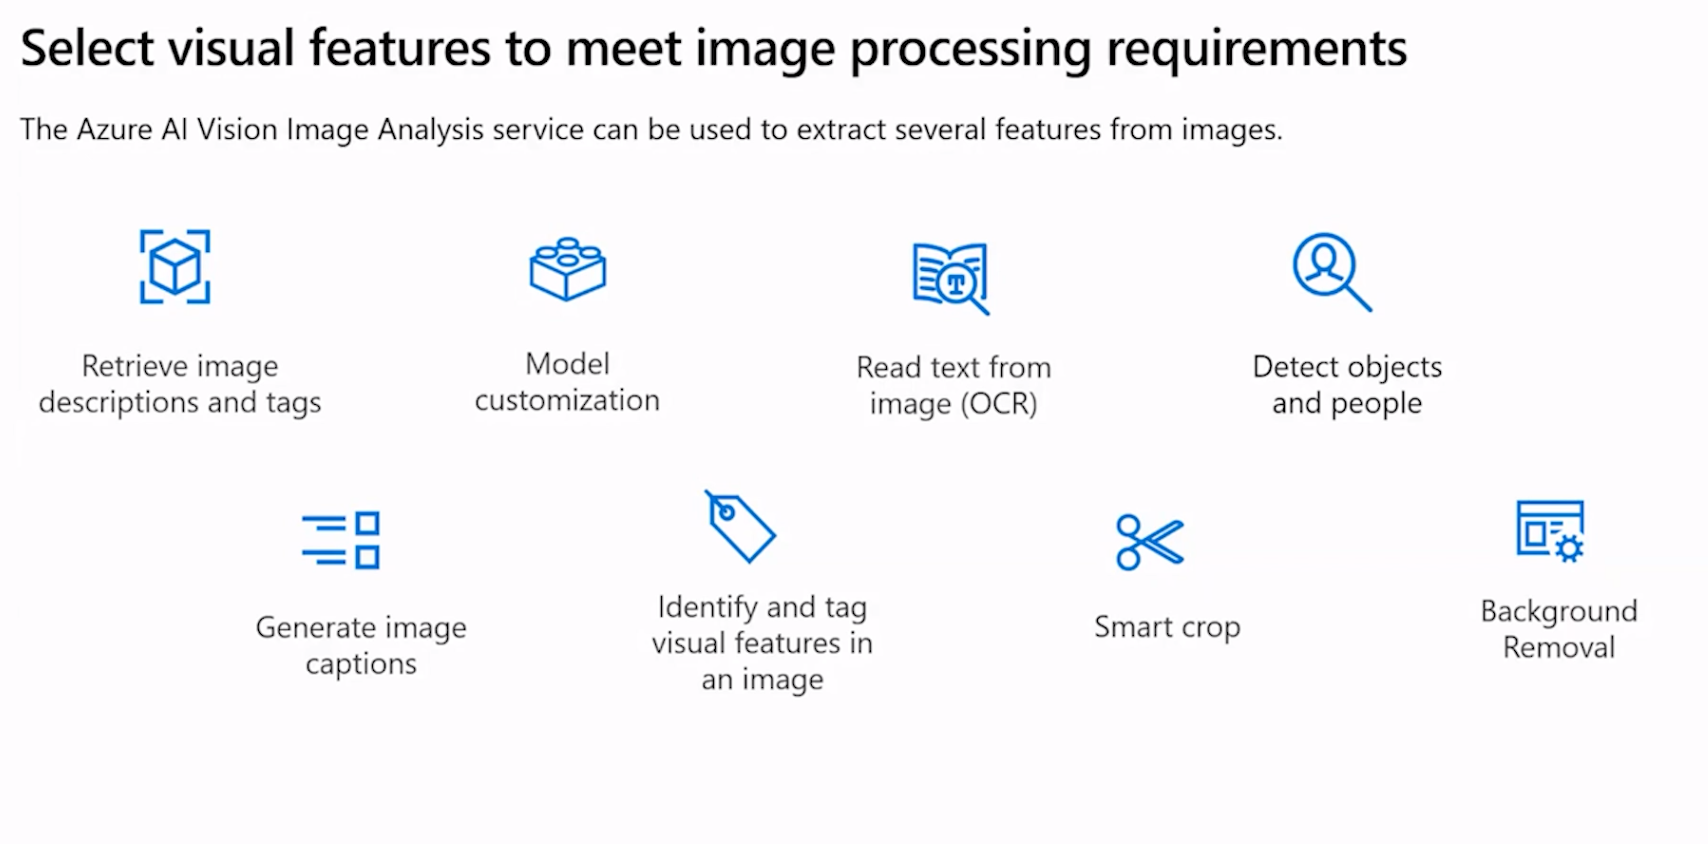 Select visual features to meet image processing requirements
The Azure AI Vision Image Analysis service can be used to extract several features from images.
Retrieve image
descriptions and tags
Model
customization
T
Read text from
image (OCR)
Detect objects
and people
Generate image
captions
Identify and tag
visual features in
an image
Smart crop
Background
Removal